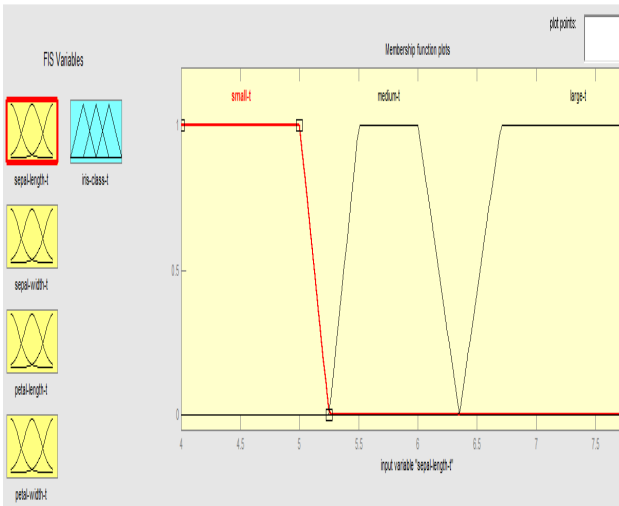 plot points:
FIS Variables
Membership function plots
small-t
medium-t
large-t
sepal-length-t
iris-class-t
sepal-width-t
petal-length-t
petal-width-t
1
0.5
0
4
4.5
5
5.5
6
6.5
7
7.5
input variable "sepal-length-t"